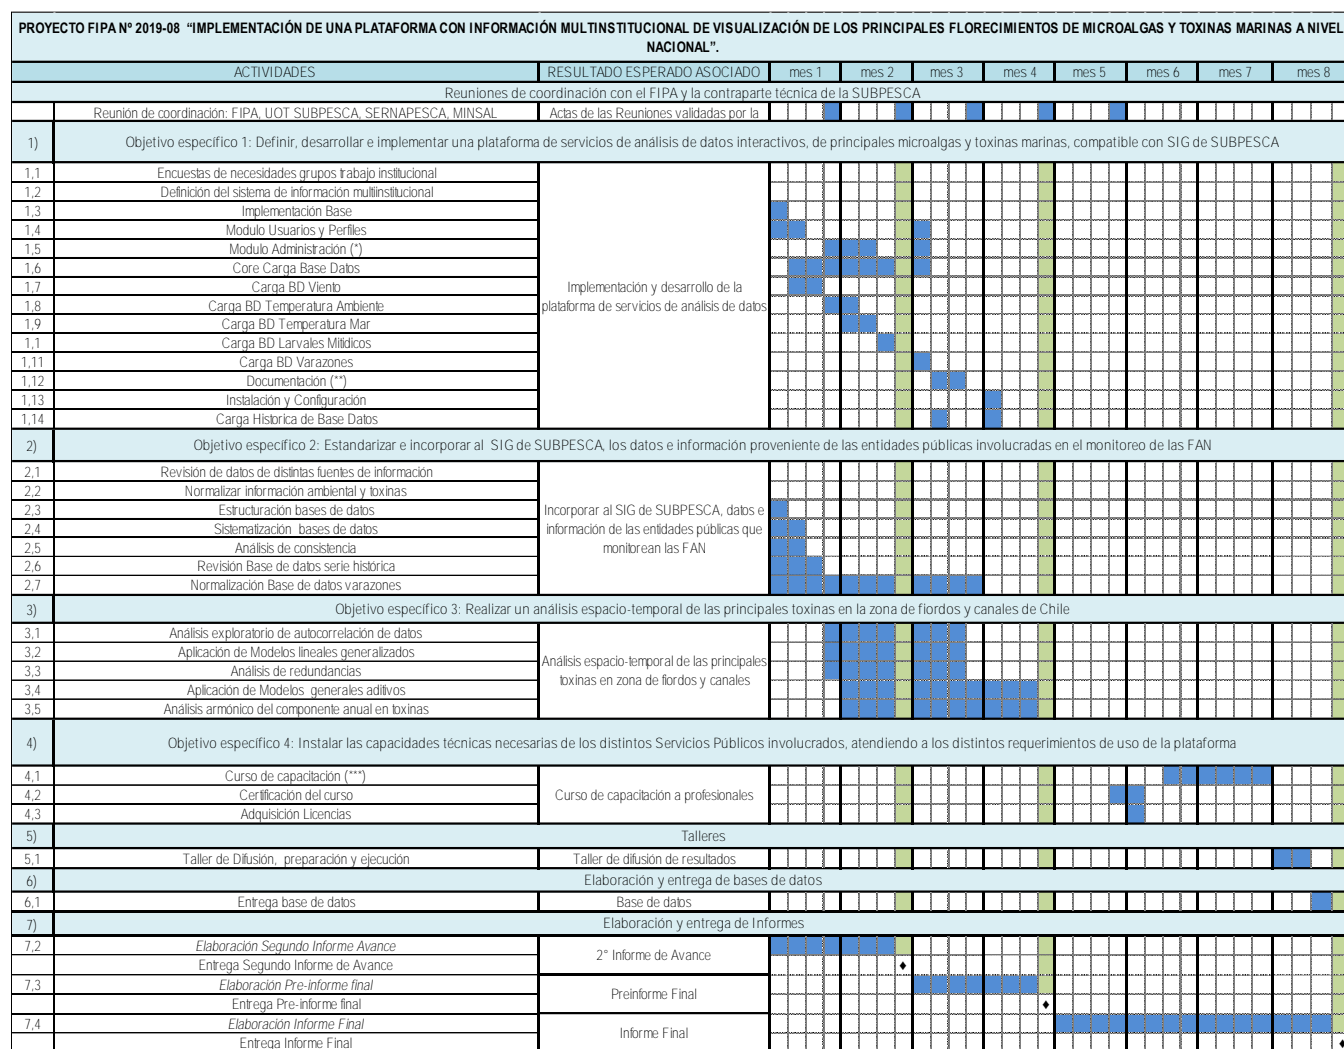 PROYECTO FIPA Nº 2019-08 “IMPLEMENTACIÓN DE UNA PLATAFORMA CON INFORMACIÓN MULTINSTITUCIONAL DE VISUALIZACIÓN DE LOS PRINCIPALES FLORECIMIENTOS DE MICROALGAS Y TOXINAS MARINAS A NIVEL
NACIONAL”.
ACTIVIDADES RESULTADO ESPERADO ASOCIADO mes 1 mes 2 mes 3 mes 4 mes 5 mes 6 mes 7 mes 8
Reuniones de coordinación con el FIPA y la contraparte técnica de la SUBPESCA
Reunión de coordinación: FIPA, UOT SUBPESCA, SERNAPESCA, MINSAL Actas de las Reuniones validadas por la
1) Objetivo específico 1: Definir, desarrollar e implementar una plataforma de servicios de análisis de datos interactivos, de principales microalgas y toxinas marinas, compatible con SIG de SUBPESCA
1,1 Encuestas de necesidades grupos trabajo institucional
1,2 Definición del sistema de información multiinstitucional
1,3 Implementación Base
1,4 Modulo Usuarios y Perfiles
1,5 Modulo Administración (*)
1,6 Core Carga Base Datos
1,7 Carga BD Viento
Implementación y desarrollo de la
1,8 Carga BD Temperatura Ambiente
plataforma de servicios de análisis de datos
1,9 Carga BD Temperatura Mar
1,1 Carga BD Larvales Mitídicos
1,11 Carga BD Varazones
1,12 Documentación (**)
1,13 Instalación y Configuración
1,14 Carga Historica de Base Datos
2) Objetivo específico 2: Estandarizar e incorporar al SIG de SUBPESCA, los datos e información proveniente de las entidades públicas involucradas en el monitoreo de las FAN
2,1 Revisión de datos de distintas fuentes de información
2,2 Normalizar información ambiental y toxinas
2,3 Estructuración bases de datos Incorporar al SIG de SUBPESCA, datos e
2,4 Sistematización bases de datos información de las entidades públicas que
2,5 Análisis de consistencia monitorean las FAN
2,6 Revisión Base de datos serie histórica
2,7 Normalización Base de datos varazones
3) Objetivo específico 3: Realizar un análisis espacio-temporal de las principales toxinas en la zona de fiordos y canales de Chile
3,1 Análisis exploratorio de autocorrelación de datos
3,2 Aplicación de Modelos lineales generalizados
Análisis espacio-temporal de las principales
3,3 Análisis de redundancias
toxinas en zona de fiordos y canales
3,4 Aplicación de Modelos generales aditivos
3,5 Análisis armónico del componente anual en toxinas
4) Objetivo específico 4: Instalar las capacidades técnicas necesarias de los distintos Servicios Públicos involucrados, atendiendo a los distintos requerimientos de uso de la plataforma
4,1 Curso de capacitación (***)
4,2 Certificación del curso Curso de capacitación a profesionales
4,3 Adquisición Licencias
5) Talleres
5,1 Taller de Difusión, preparación y ejecución Taller de difusión de resultados
6) Elaboración y entrega de bases de datos
6,1 Entrega base de datos Base de datos
7) Elaboración y entrega de Informes
7,2 Elaboración Segundo Informe Avance
2° Informe de Avance
Entrega Segundo Informe de Avance
7,3 Elaboración Pre-informe final
Preinforme Final
Entrega Pre-informe final
7,4 Elaboración Informe Final
Informe Final
Entrega Informe Final